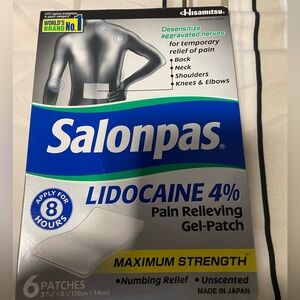 WORLD'S
BRAND No.1
Hisamitsu®
Desensitize
aggravated nerves
for temporary
relief of pain
• Back
• Neck
• Shoulders
• Knees & Elbows
Salonpas®
APPLY FOR
8
HOURS
LIDOCAINE 4%
Pain Relieving
Gel-Patch
MAXIMUM STRENGTH
6 PATCHES
(10cm × 14cm)
• Numbing Relief • Unscented
MADE IN JAPAN